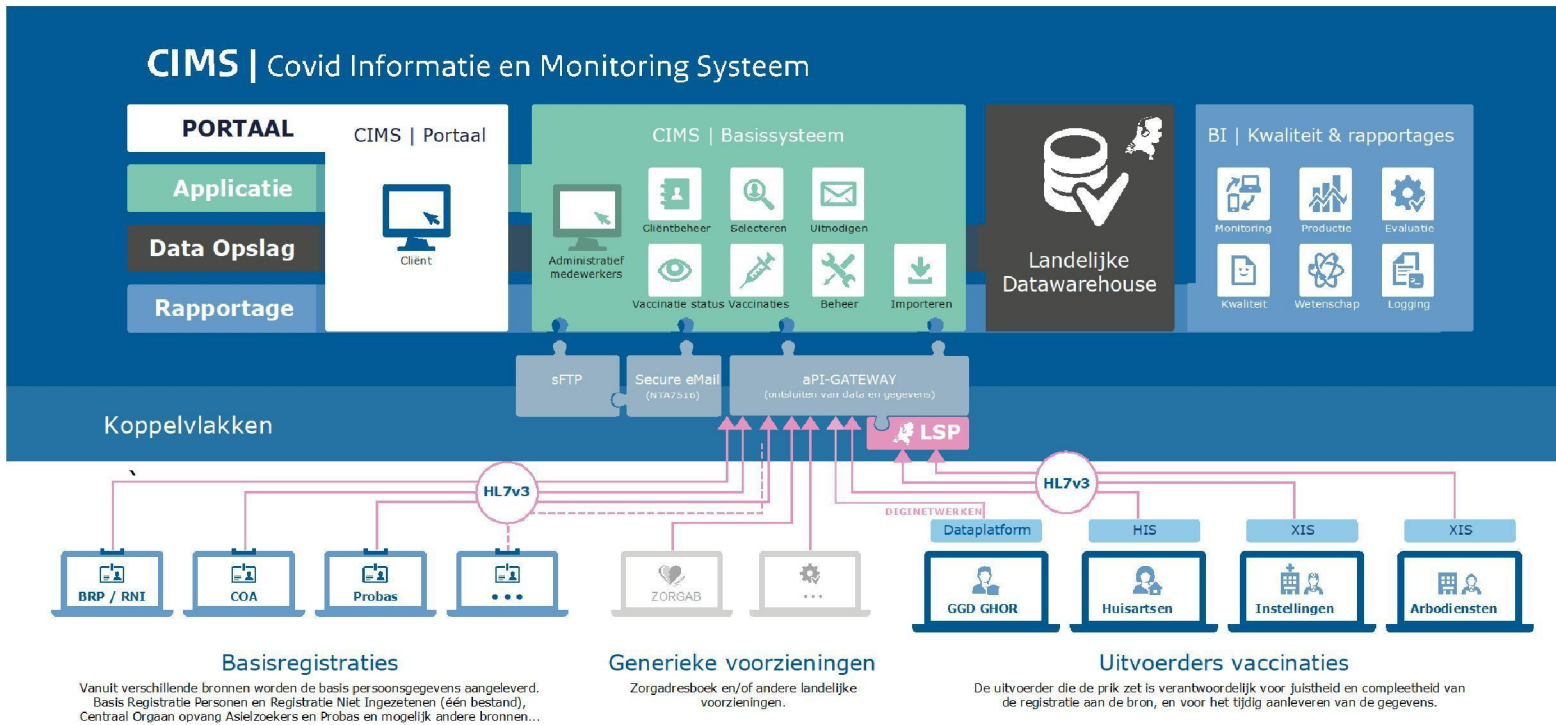 CIMS | Covid Informatie en Monitoring Systeem
PORTAAL
Applicatie
Data Opslag
Rapportage
CIMS | Portaal
Cliënt
CIMS | Basissysteem
Administratief
medewerkers
Cliëntbeheer
Selecteren
Uitnodigen
Vaccinatie status
Vaccinaties
Beheer
Importeren
Landelijke
Datawarehouse
BI | Kwaliteit & rapportages
Monitoring
Productie
Evaluatie
Kwaliteit
Wetenschap
Logging
sFTP
Secure eMail
(NTA7516)
aPI-GATEWAY
(ontsluiten van data en gegevens)
Koppelvlakken
LSP
`
HL7v3
HL7v3
DIGINETWERKEN
Dataplatform
HIS
XIS
XIS
BRP / RNI
COA
Probas
...
ZORGAB
...
GGD GHOR
Huisartsen
Instellingen
Arbodiensten
Basisregistraties
Vanuit verschillende bronnen worden de basis persoonsgegevens aangeleverd.
Basis Registratie Personen en Registratie Niet Ingezetenen (één bestand),
Centraal Orgaan opvang Asielzoekers en Probas en mogelijk andere bronnen...
Generieke voorzieningen
Zorgadresboek en/of andere landelijke
voorzieningen.
Uitvoerders vaccinaties
De uitvoerder die de prik zet is verantwoordelijk voor juistheid en compleetheid van
de registratie aan de bron, en voor het tijdig aanleveren van de gegevens.